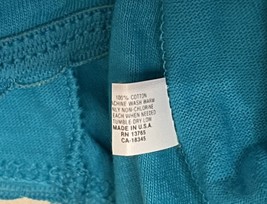 100% COTTON
MACHINE WASH WARM
ONLY NON-CHLORINE
BLEACH WHEN NEEDED
TUMBLE DRY LOW
MADE IN U.S.A.
RN 13765
CA-18345